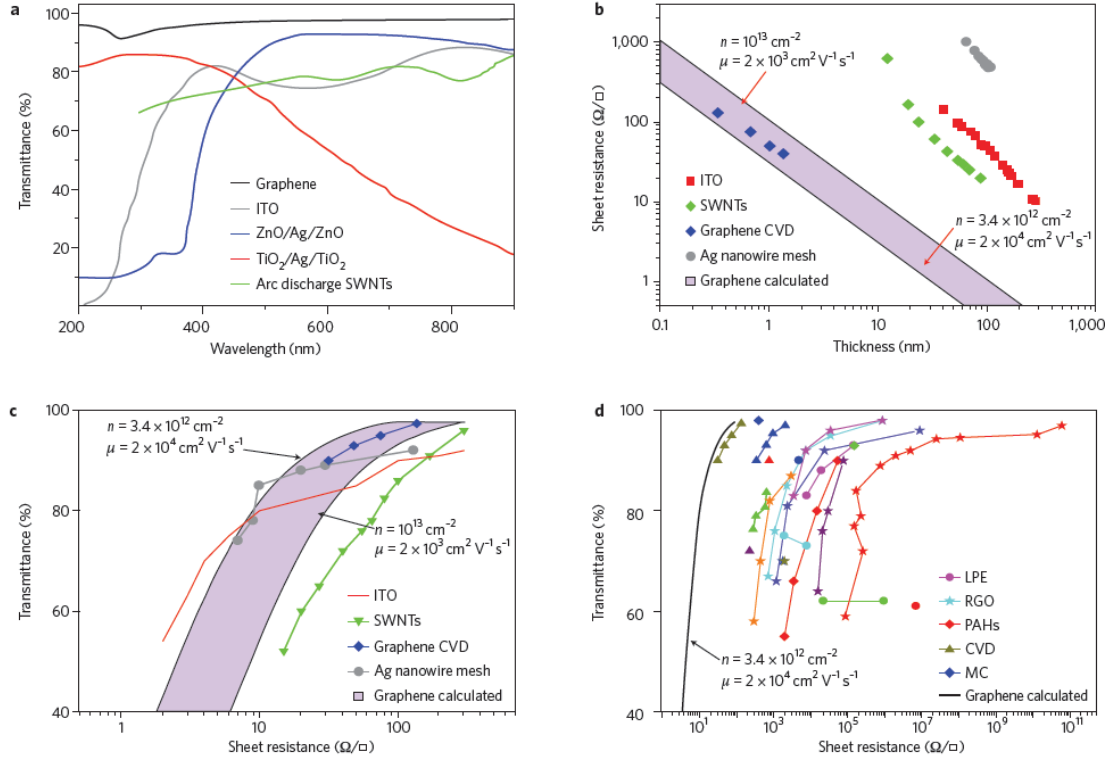 a
Transmittance (%)
100
80
60
40
20
200
400
600
800
Wavelength (nm)
Graphene
ITO
ZnO/Ag/ZnO
TiO₂/Ag/TiO₂
Arc discharge SWNTs
b
Sheet resistance (Ω/□)
1,000
100
10
1
0.1
1
10
100
1,000
Thickness (nm)
n = 10¹³ cm⁻²
μ = 2 × 10³ cm² V⁻¹ s⁻¹
ITO
SWNTs
Graphene CVD
Ag nanowire mesh
Graphene calculated
n = 3.4 × 10¹² cm⁻²
μ = 2 × 10⁴ cm² V⁻¹ s⁻¹
c
Transmittance (%)
100
80
60
40
1
10
100
Sheet resistance (Ω/□)
n = 3.4 × 10¹² cm⁻²
μ = 2 × 10⁴ cm² V⁻¹ s⁻¹
n = 10¹³ cm⁻²
μ = 2 × 10³ cm² V⁻¹ s⁻¹
ITO
SWNTs
Graphene CVD
Ag nanowire mesh
Graphene calculated
d
Transmittance (%)
100
80
60
40
10¹
10³
10⁵
10⁷
10⁹
10¹¹
Sheet resistance (Ω/□)
LPE
RGO
PAHs
CVD
MC
Graphene calculated
n = 3.4 × 10¹² cm⁻²
μ = 2 × 10⁴ cm² V⁻¹ s⁻¹